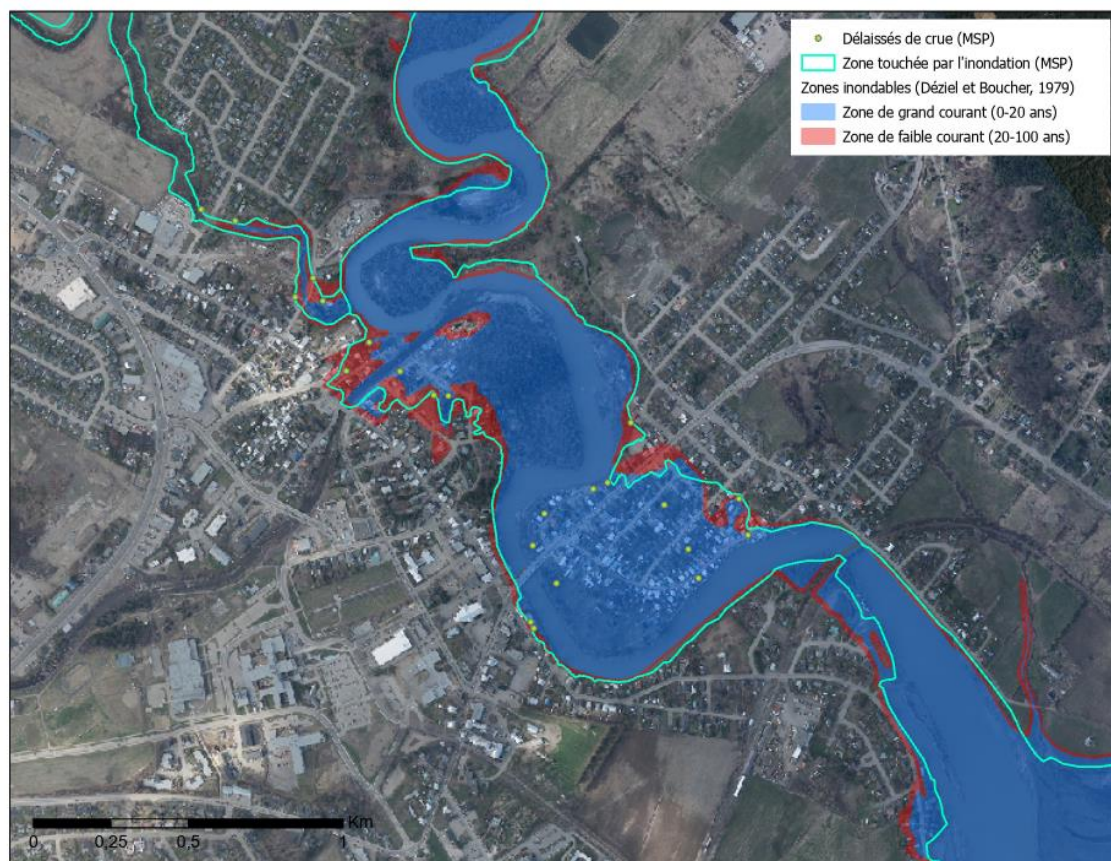 Délaissés de crue (MSP)
Zone touchée par l'inondation (MSP)
Zones inondables (Déziel et Boucher, 1979)
Zone de grand courant (0-20 ans)
Zone de faible courant (20-100 ans)
Km
0 0,25 0,5 1